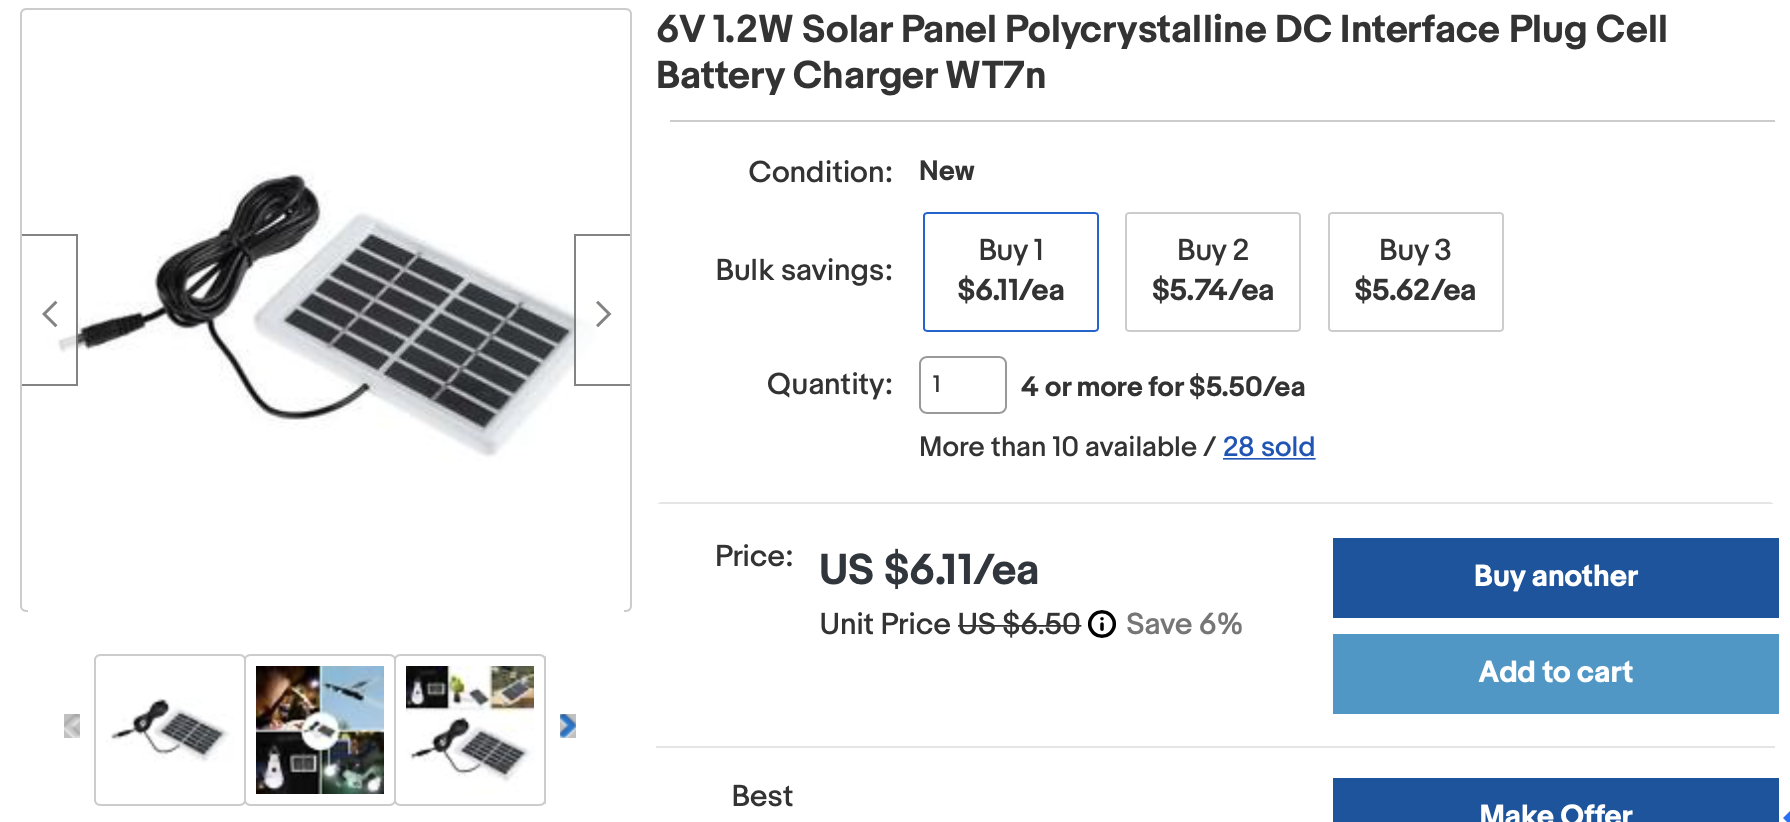 6V 1.2W Solar Panel Polycrystalline DC Interface Plug Cell
Battery Charger WT7n
Condition: New
Bulk savings:
Buy 1
$6.11/ea
Buy 2
$5.74/ea
Buy 3
$5.62/ea
Quantity: 1 4 or more for $5.50/ea
More than 10 available / 28 sold
Price: US $6.11/ea
Unit Price US $6.50 Save 6%
Buy another
Add to cart
Best
Make Offer